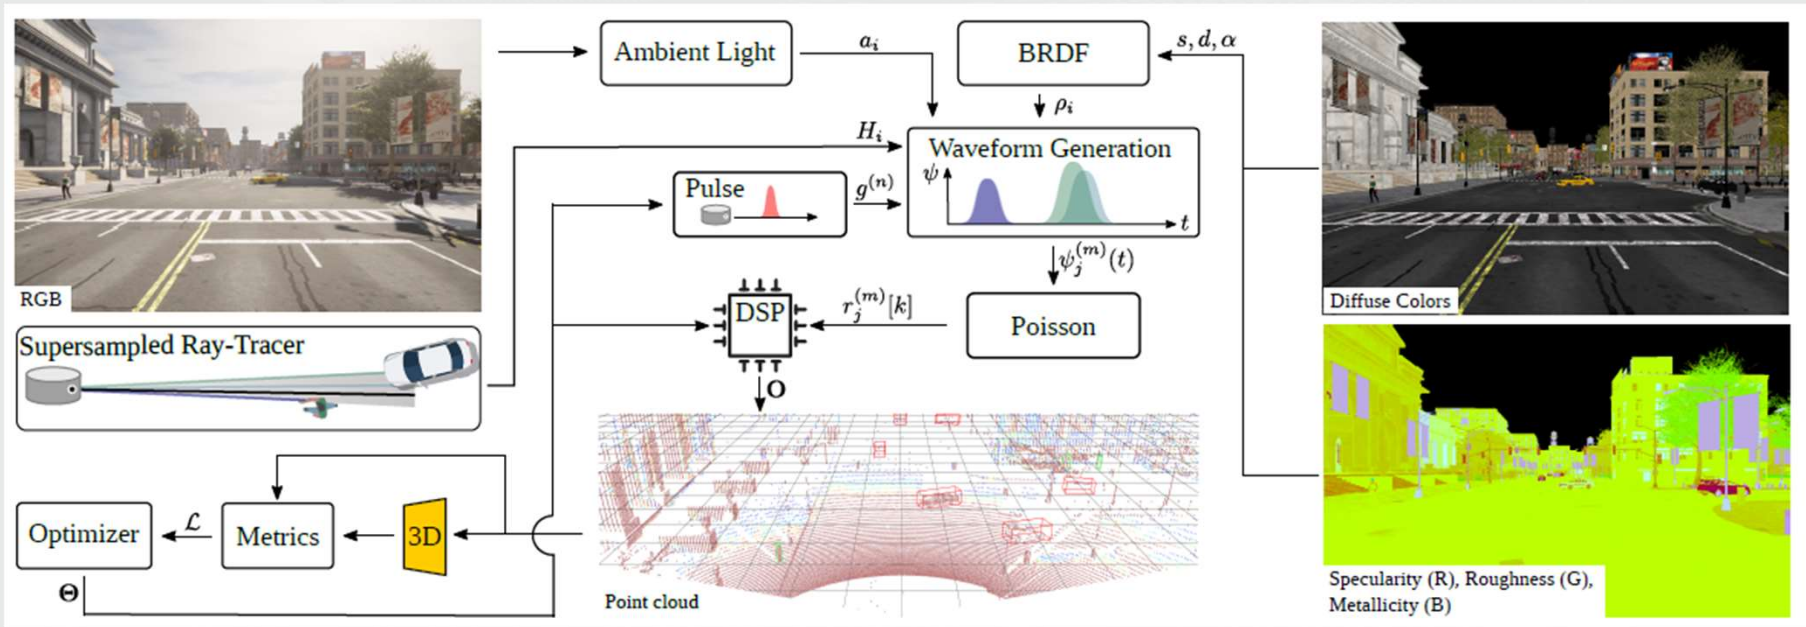 Ambient Light
a_i
BRDF
s, d, α
ρ_i
H_i
Waveform Generation
ψ
t
Pulse
g^{(n)}
RGB
ψ_j^{(m)}(t)
Diffuse Colors
DSP
r_j^{(m)}[k]
Poisson
Supersampled Ray-Tracer
O
Optimizer
ℒ
Metrics
3D
Θ
Point cloud
Specularity (R), Roughness (G),
Metallicity (B)